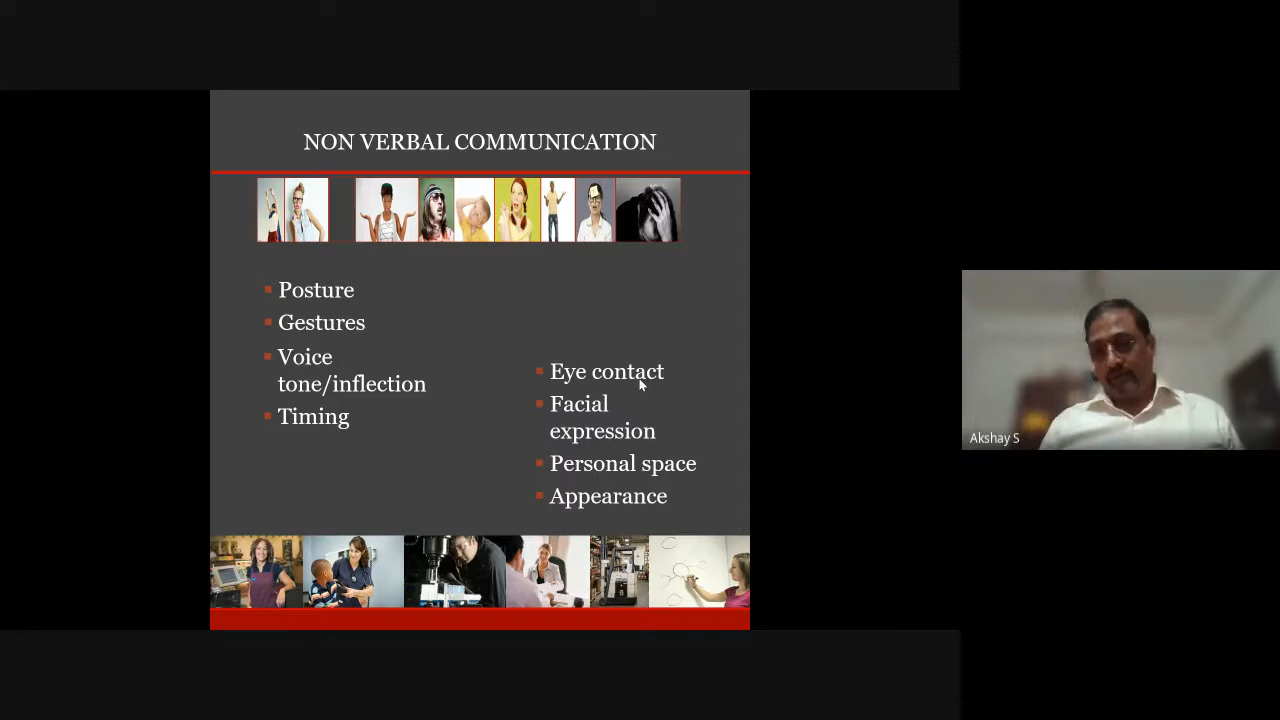 NON VERBAL COMMUNICATION
Posture
Gestures
Voice
tone/inflection
Timing
Eye contact
Facial
expression
Personal space
Appearance
Akshay S